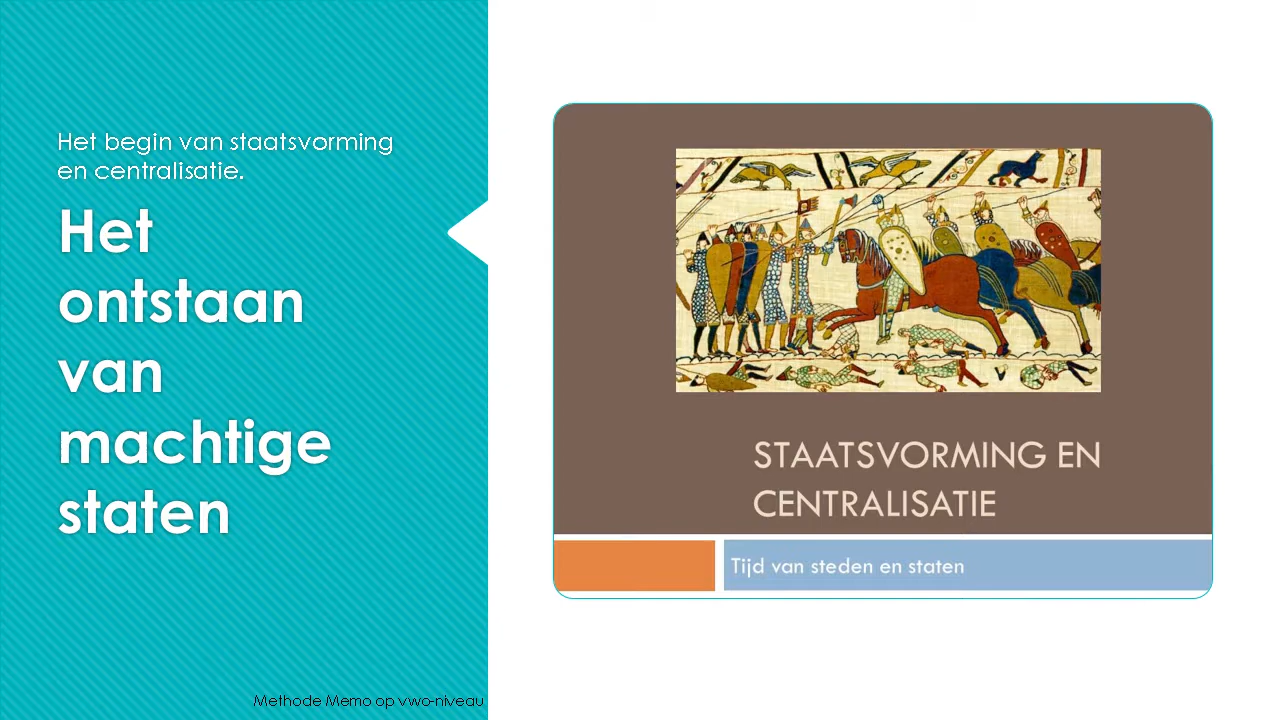 Het begin van staatsvorming
en centralisatie.
Het
ontstaan
van
machtige
staten
STAATSVORMING EN
CENTRALISATIE
Tijd van steden en staten
Methode Memo op vwo-niveau